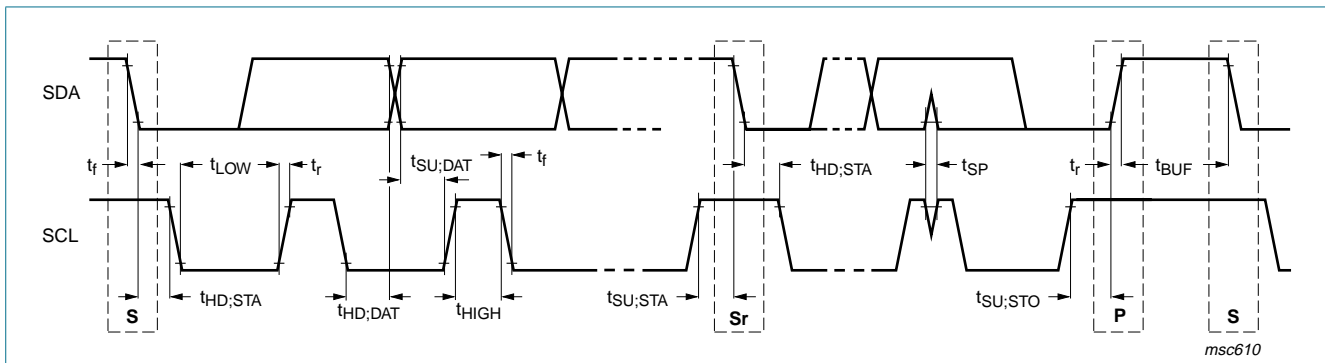 SDA
tf
tLOW
tr
tSU;DAT
tf
tHD;STA
tSP
tr
tBUF
SCL
tHD;STA
tHD;DAT
tHIGH
tSU;STA
tSU;STO
S
Sr
P
S
msc610